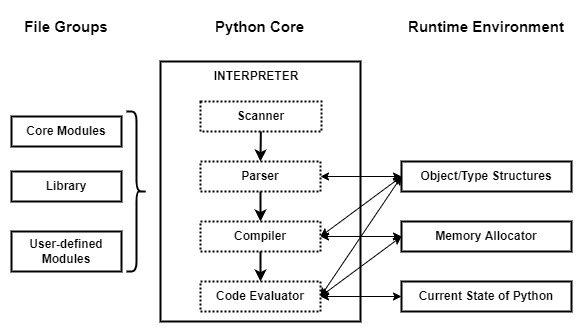 File Groups
Python Core
Runtime Environment
INTERPRETER
Scanner
Core Modules
Parser
Object/Type Structures
Library
Compiler
Memory Allocator
User-defined
Modules
Code Evaluator
Current State of Python